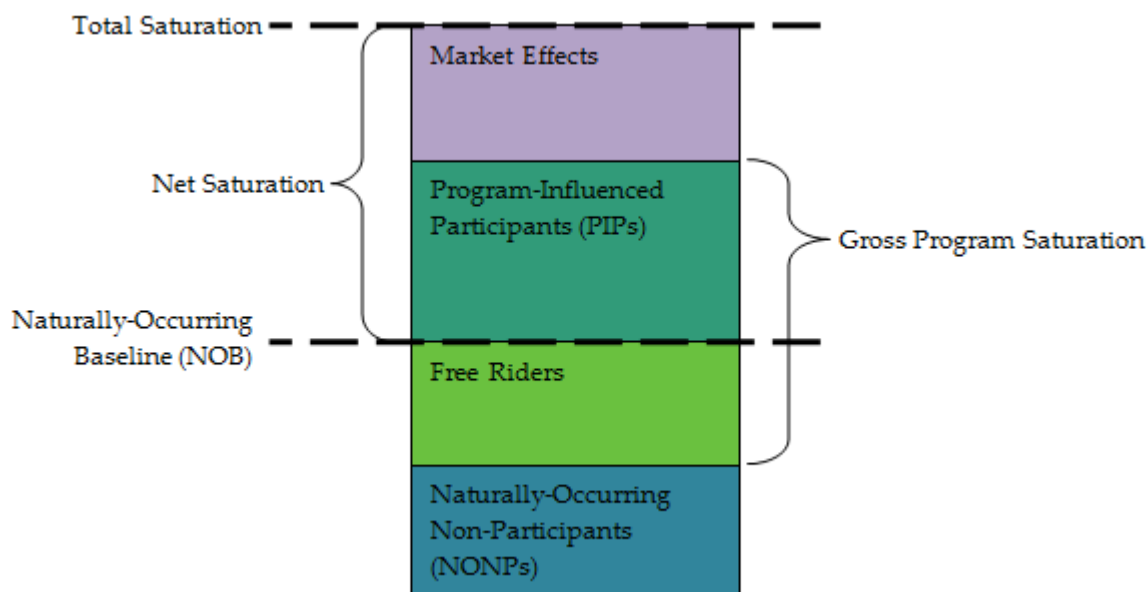 Total Saturation
Market Effects
Net Saturation
Program-Influenced
Participants (PIPs)
Gross Program Saturation
Naturally-Occurring
Baseline (NOB)
Free Riders
Naturally-Occurring
Non-Participants
(NONPs)